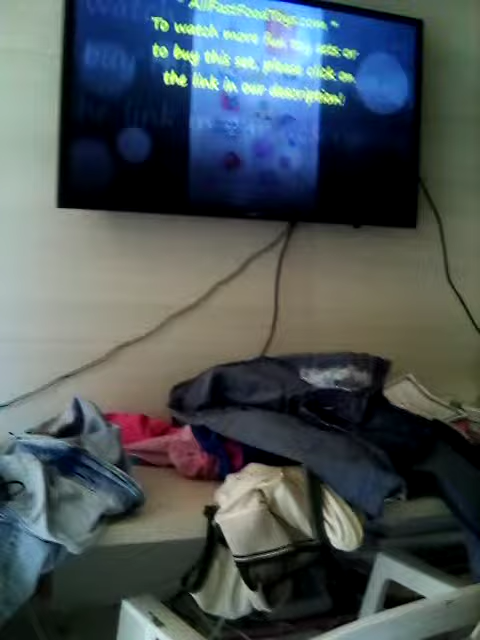 ~ AllFastFoodToys.com ~
To watch more fun toy sets or
to buy this set, please click on
the link in our description!